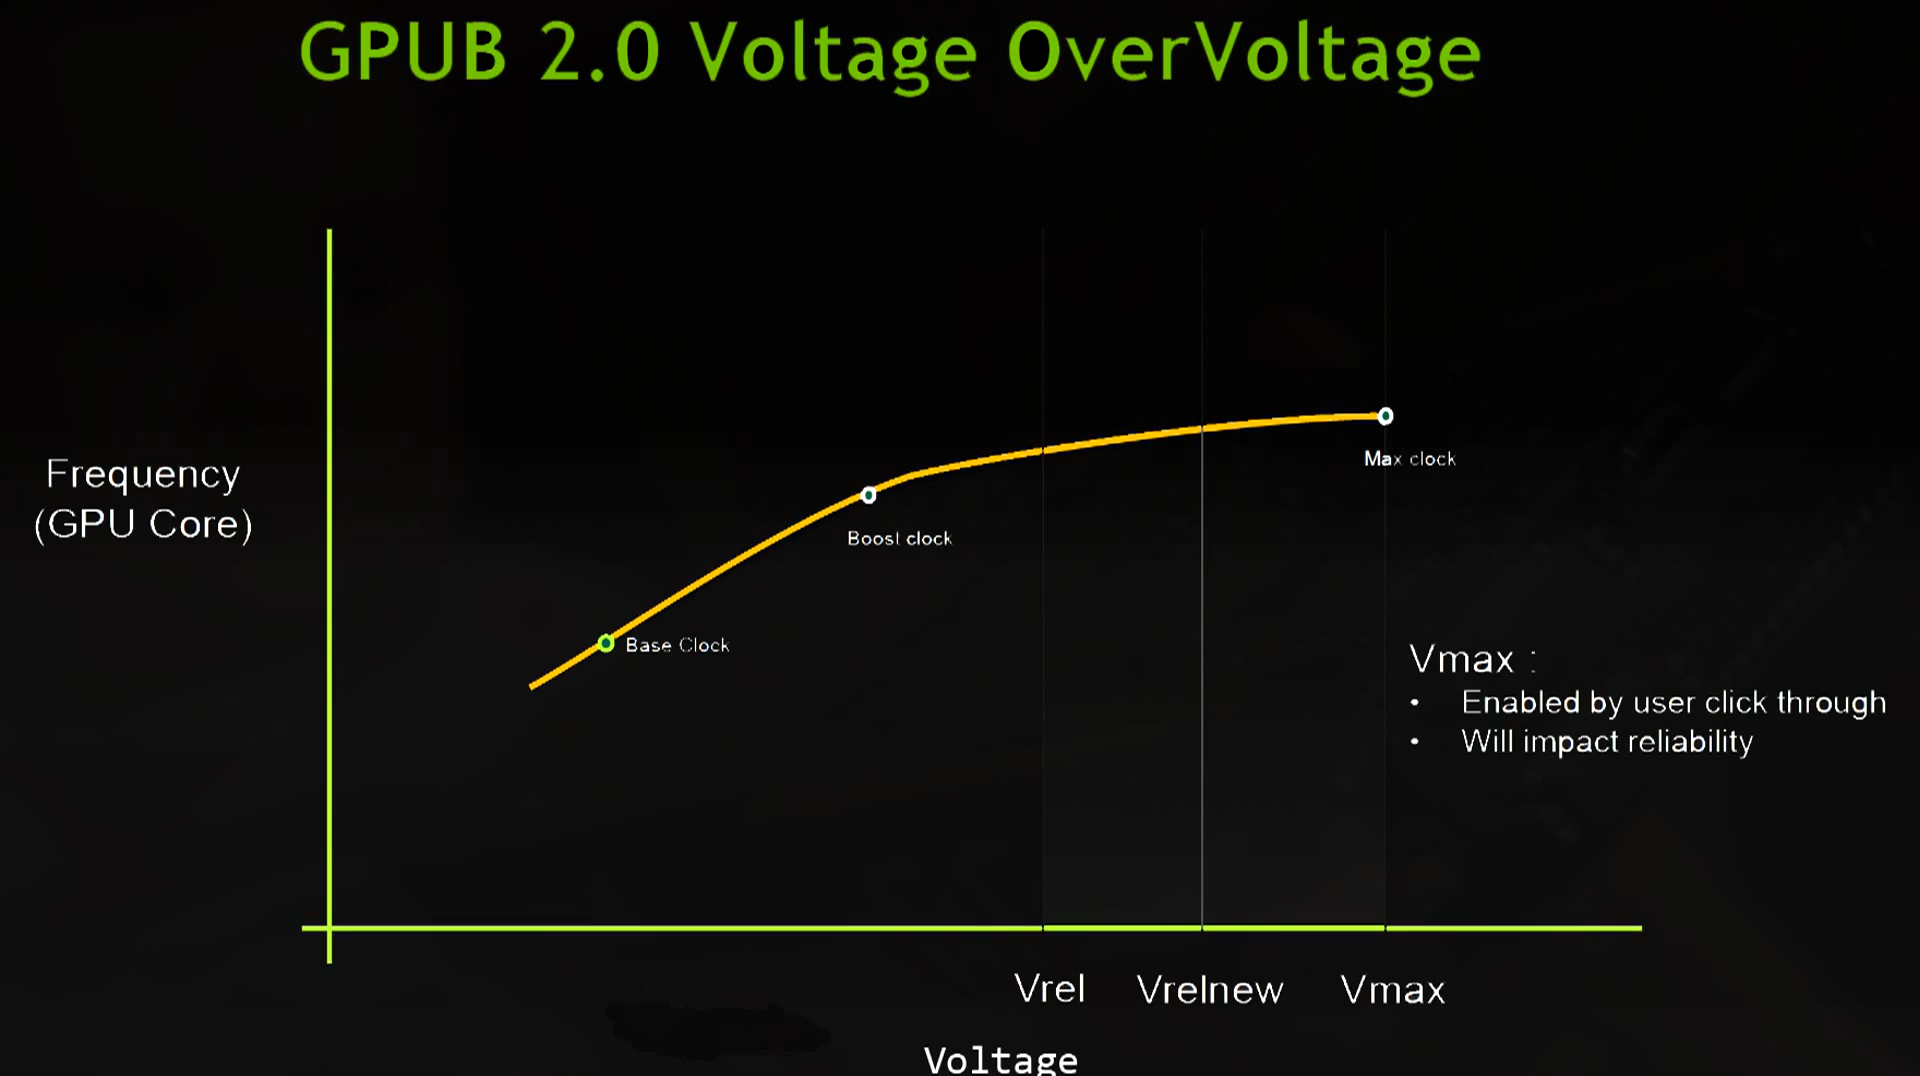 GPUB 2.0 Voltage OverVoltage
Frequency
(GPU Core)
Max clock
Boost clock
Base Clock
Vmax :
• Enabled by user click through
• Will impact reliability
Vrel
Vrelnew
Vmax
Voltage